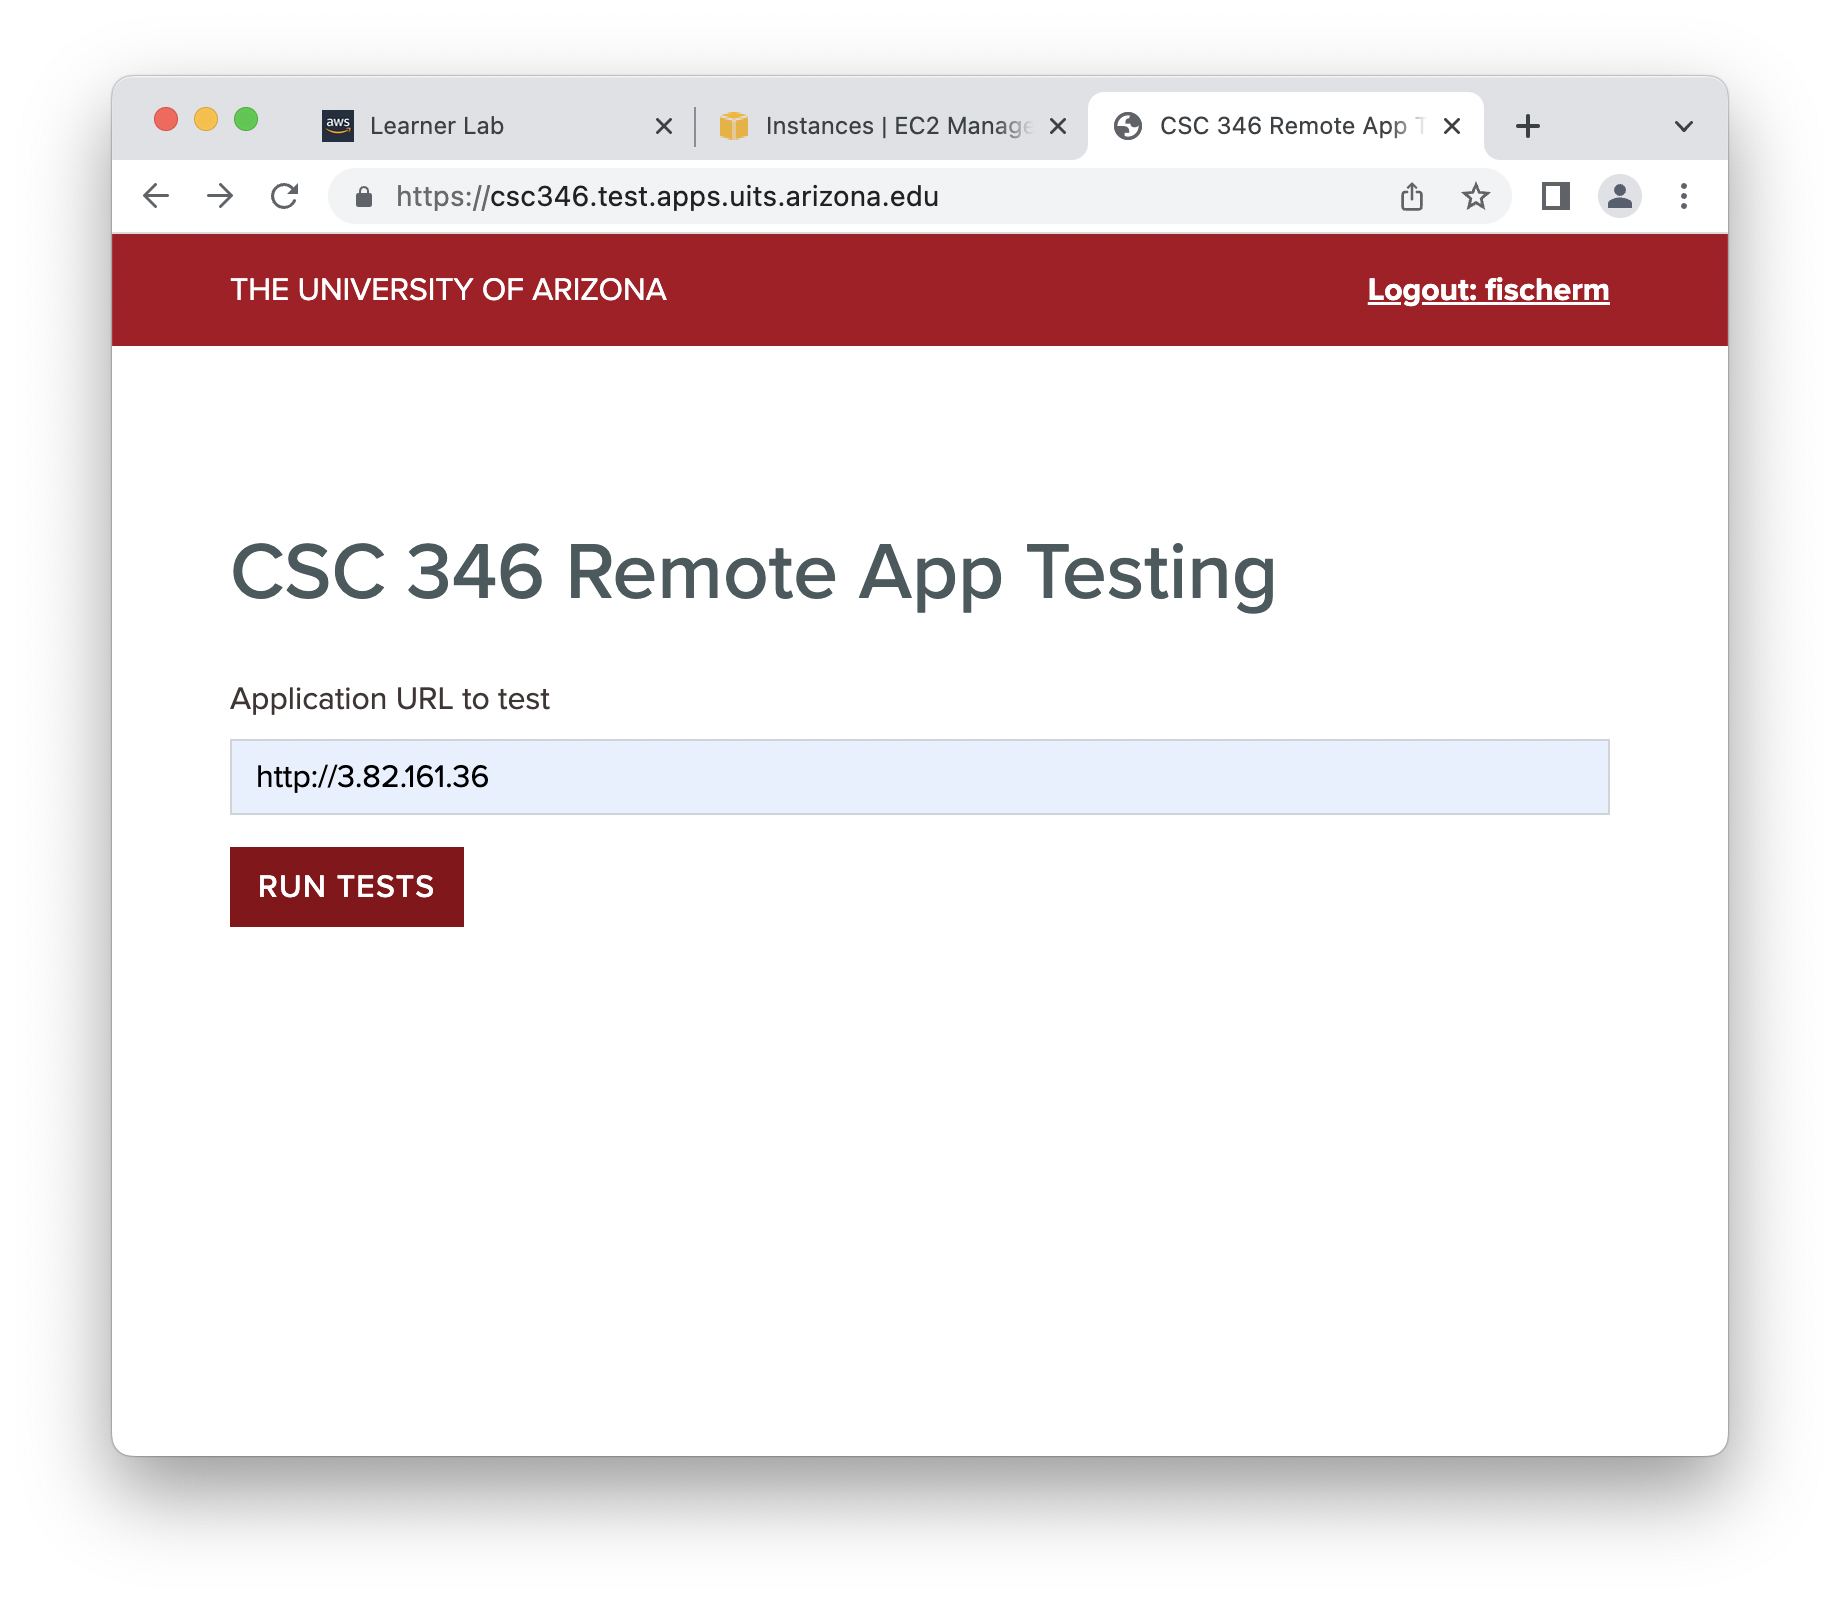 aws Learner Lab
Instances | EC2 Manage
CSC 346 Remote App T
https://csc346.test.apps.uits.arizona.edu
THE UNIVERSITY OF ARIZONA
Logout: fischerm
CSC 346 Remote App Testing
Application URL to test
http://3.82.161.36
RUN TESTS